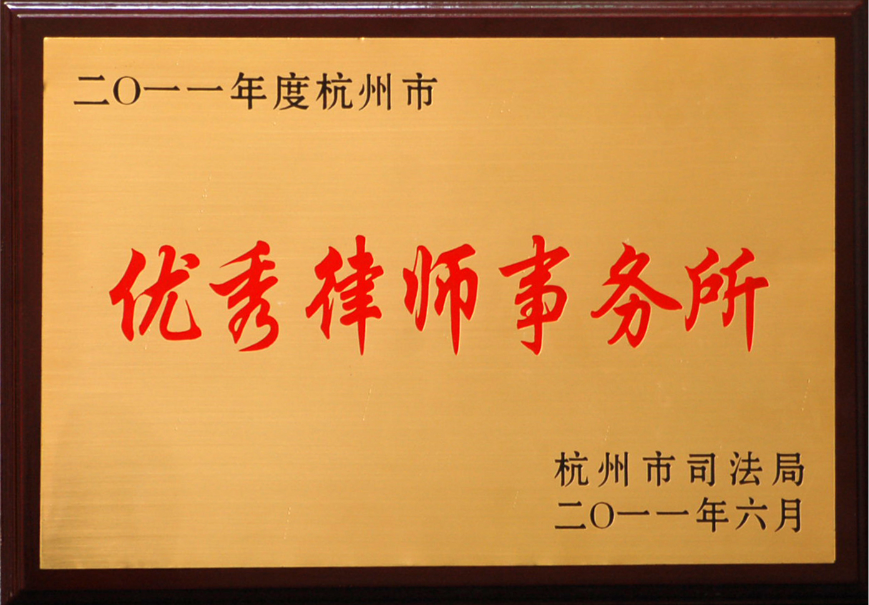 二〇一一年度杭州市
优秀律师事务所
杭州市司法局
二〇一一年六月